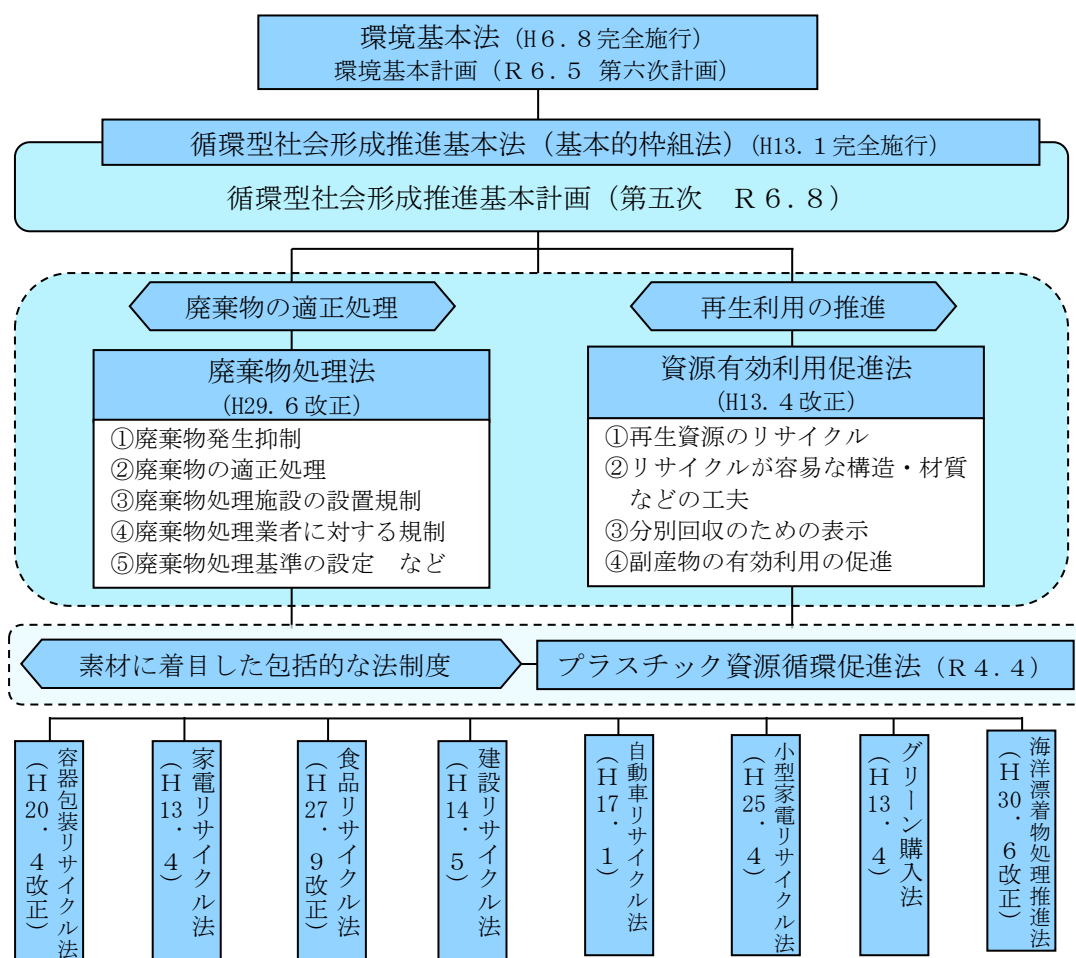 環境基本法（H６.８完全施行）
環境基本計画（Ｒ６.５ 第六次計画）
循環型社会形成推進基本法（基本的枠組法）（H13.１完全施行）
循環型社会形成推進基本計画（第五次　Ｒ６.８）
廃棄物の適正処理
廃棄物処理法
（H29.６改正）
①廃棄物発生抑制
②廃棄物の適正処理
③廃棄物処理施設の設置規制
④廃棄物処理業者に対する規制
⑤廃棄物処理基準の設定　など
再生利用の推進
資源有効利用促進法
（H13.４改正）
①再生資源のリサイクル
②リサイクルが容易な構造・材質
などの工夫
③分別回収のための表示
④副産物の有効利用の促進
素材に着目した包括的な法制度
プラスチック資源循環促進法（Ｒ４.４）
容器包装リサイクル法
（Ｈ20．４改正）
家電リサイクル法
（Ｈ13．４）
食品リサイクル法
（Ｈ27．９改正）
建設リサイクル法
（Ｈ14．５）
自動車リサイクル法
（Ｈ17．１）
小型家電リサイクル法
（Ｈ25．４）
グリーン購入法
（Ｈ13．４）
海洋漂着物処理推進法
（Ｈ30．６改正）